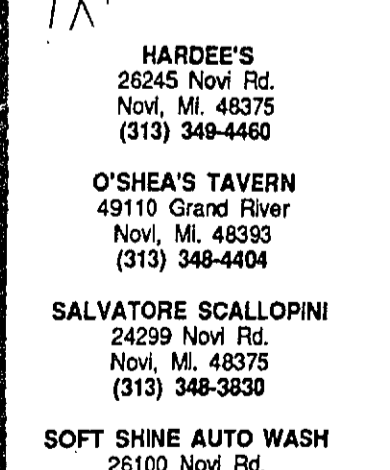 HARDEE'S
26245 Novi Rd.
Novi, MI. 48375
(313) 349-4460
O'SHEA'S TAVERN
49110 Grand River
Novi, MI. 48393
(313) 348-4404
SALVATORE SCALLOPINI
24299 Novi Rd.
Novi, MI. 48375
(313) 348-3830
SOFT SHINE AUTO WASH
26100 Novi Rd